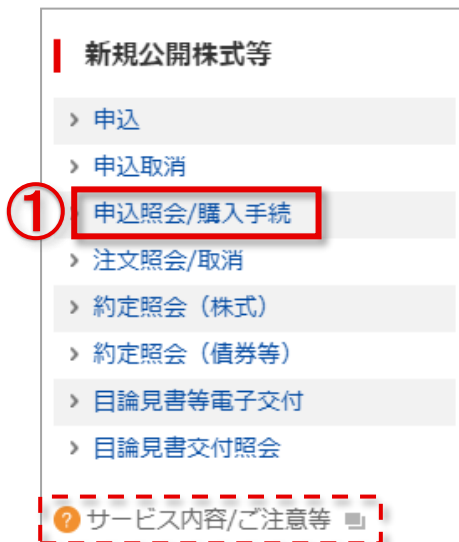 新規公開株式等
申込
申込取消
① 申込照会/購入手続
注文照会/取消
約定照会（株式）
約定照会（債券等）
目論見書等電子交付
目論見書交付照会
? サービス内容/ご注意等